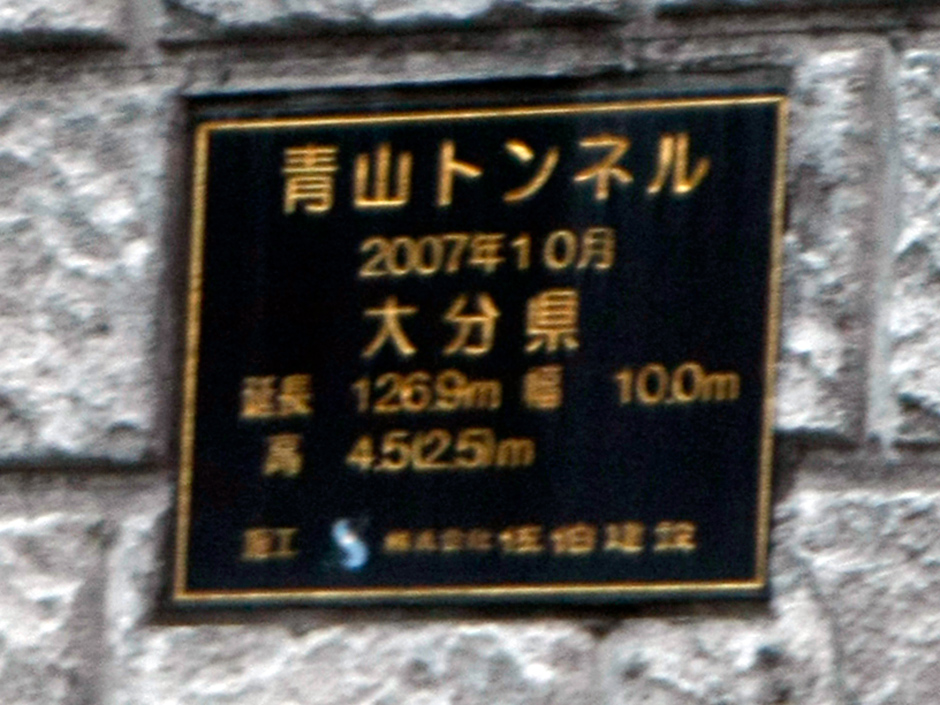 青山トンネル
2007年10月
大分県
延長 126.9m 幅 10.0m
高 4.5(2.5)m
施工 株式会社 佐伯建設